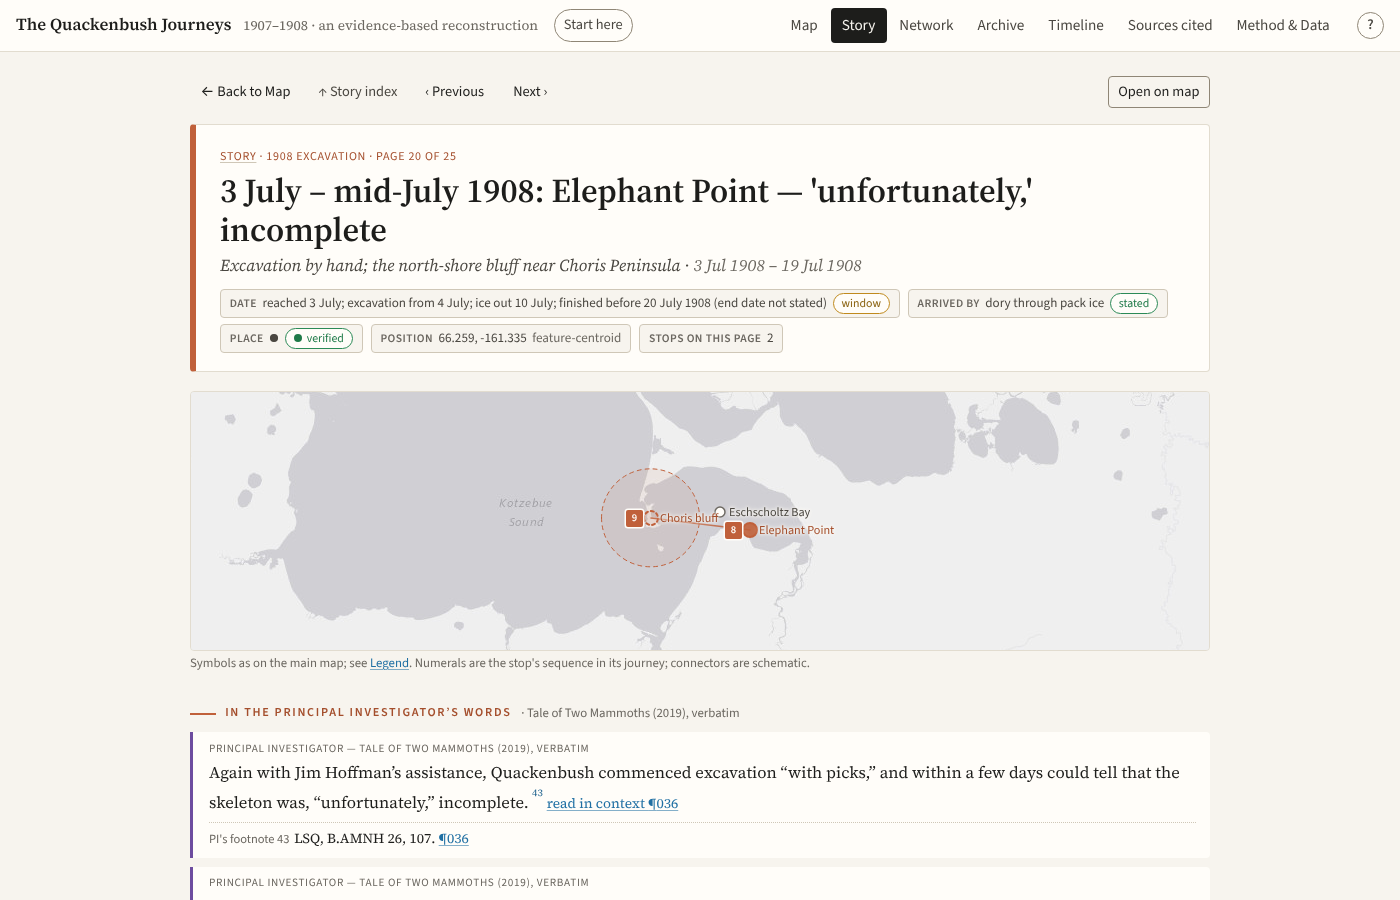 The Quackenbush Journeys 1907–1908 · an evidence-based reconstruction Start here Map Story Network Archive Timeline Sources cited Method & Data ?
← Back to Map ↑ Story index ‹ Previous Next › Open on map
STORY · 1908 EXCAVATION · PAGE 20 OF 25
3 July – mid-July 1908: Elephant Point — 'unfortunately,'
incomplete
Excavation by hand; the north-shore bluff near Choris Peninsula · 3 Jul 1908 – 19 Jul 1908
DATE reached 3 July; excavation from 4 July; ice out 10 July; finished before 20 July 1908 (end date not stated) window ARRIVED BY dory through pack ice stated
PLACE verified POSITION 66.259, -161.335 feature-centroid STOPS ON THIS PAGE 2
Kotzebue
Sound
9 Choris bluff
Eschscholtz Bay
8 Elephant Point
Symbols as on the main map; see Legend. Numerals are the stop's sequence in its journey; connectors are schematic.
IN THE PRINCIPAL INVESTIGATOR’S WORDS · Tale of Two Mammoths (2019), verbatim
PRINCIPAL INVESTIGATOR — TALE OF TWO MAMMOTHS (2019), VERBATIM
Again with Jim Hoffman’s assistance, Quackenbush commenced excavation “with picks,” and within a few days could tell that the
skeleton was, “unfortunately,” incomplete. 43 read in context ¶036
PI's footnote 43 LSQ, B.AMNH 26, 107. ¶036
PRINCIPAL INVESTIGATOR — TALE OF TWO MAMMOTHS (2019), VERBATIM